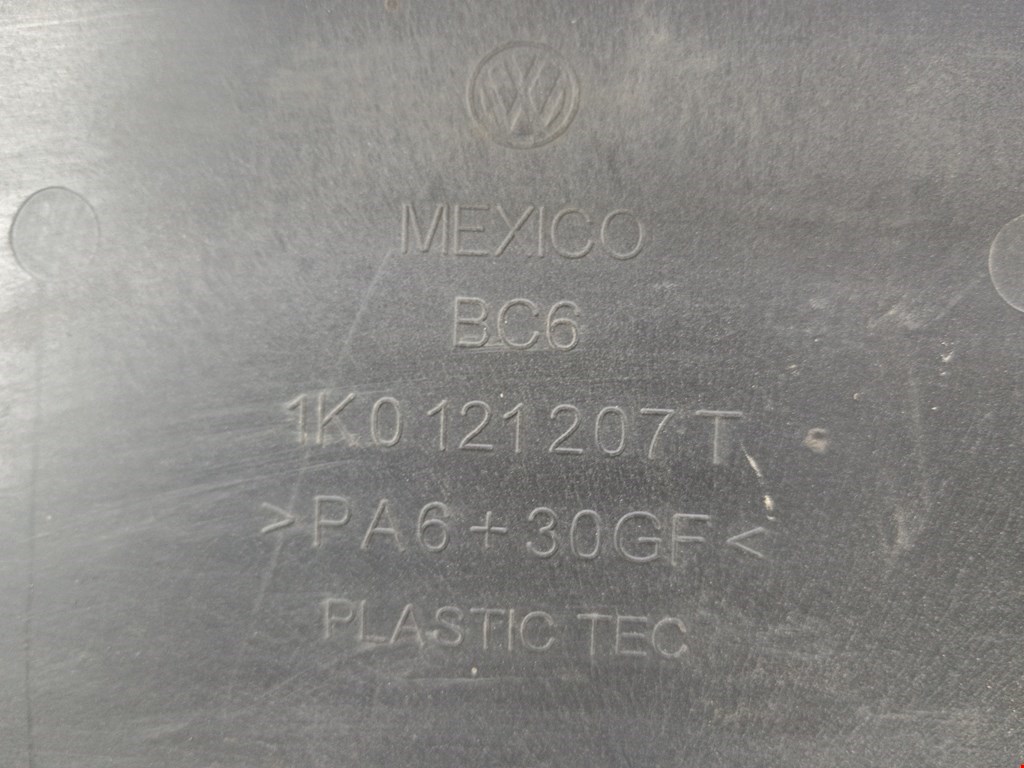 MEXICO
BC6
1K0 121 207 T
>PA6+30GF<
PLASTIC TEC